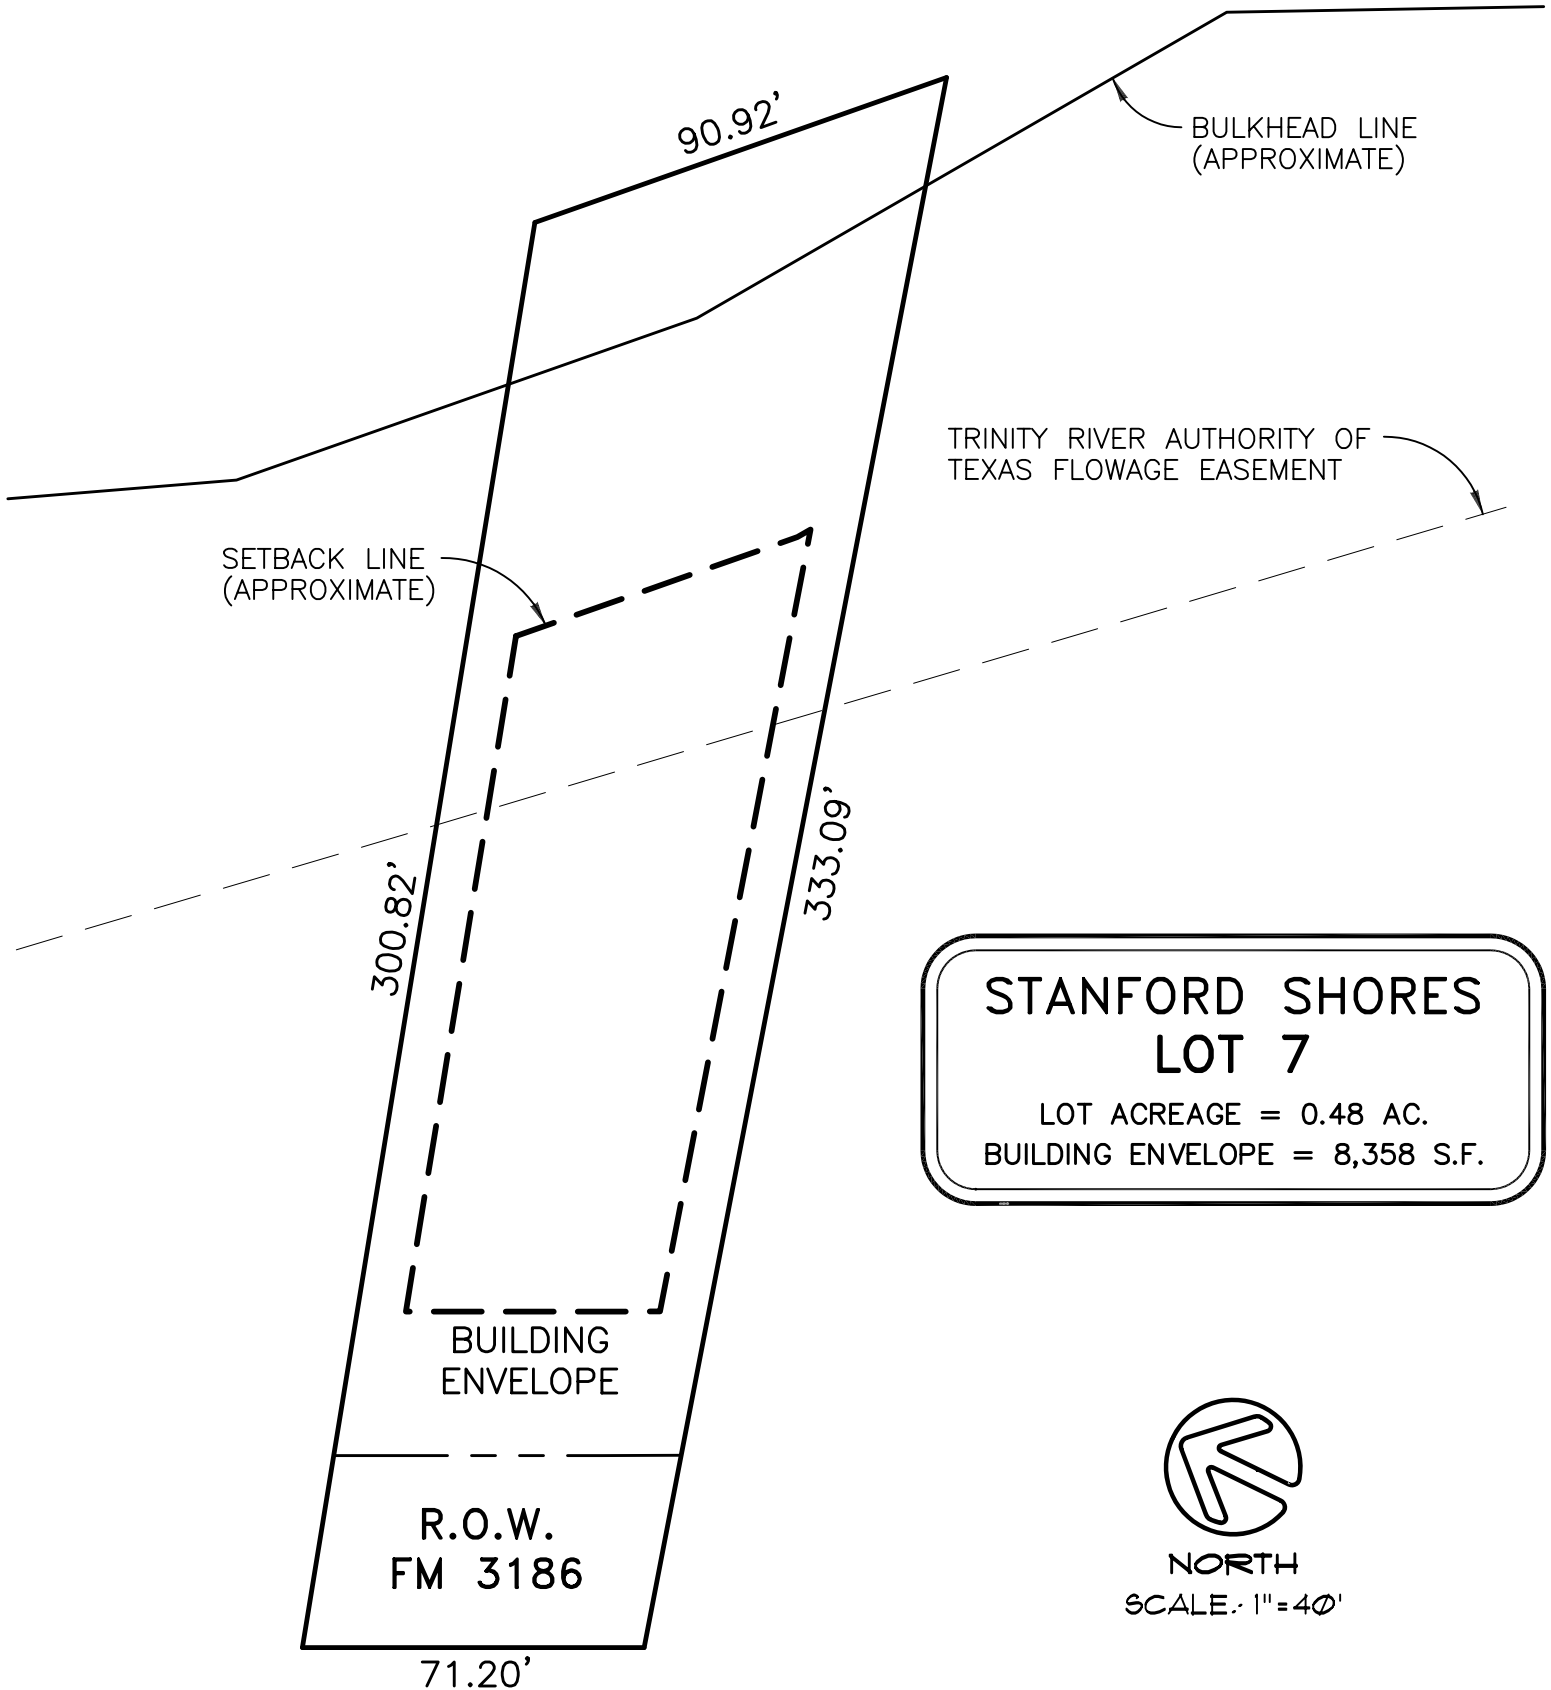 90.92'
BULKHEAD LINE
(APPROXIMATE)
TRINITY RIVER AUTHORITY OF
TEXAS FLOWAGE EASEMENT
SETBACK LINE
(APPROXIMATE)
333.09'
300.82'
STANFORD SHORES
LOT 7
LOT ACREAGE = 0.48 AC.
BUILDING ENVELOPE = 8,358 S.F.
BUILDING
ENVELOPE
R.O.W.
FM 3186
NORTH
SCALE: 1"=40'
71.20'